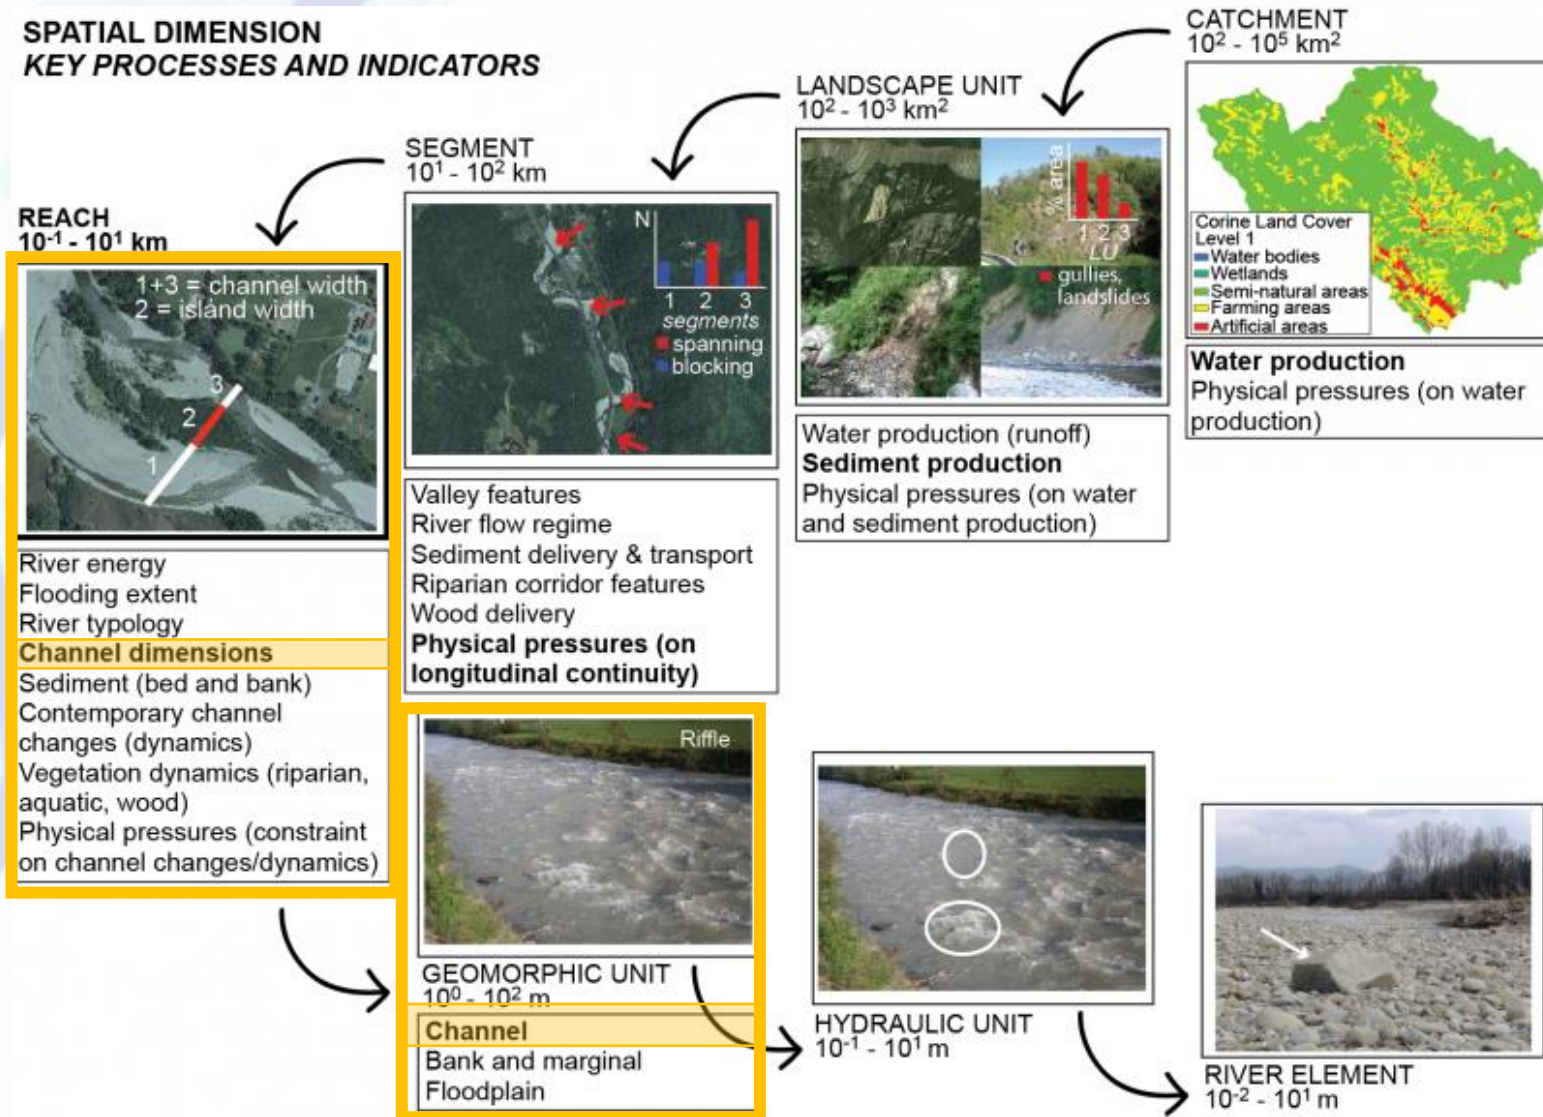 SPATIAL DIMENSION
KEY PROCESSES AND INDICATORS
CATCHMENT
10² - 10⁵ km²
Corine Land Cover
Level 1
Water bodies
Wetlands
Semi-natural areas
Farming areas
Artificial areas
Water production
Physical pressures (on water
production)
LANDSCAPE UNIT
10² - 10³ km²
% area
1 2 3
LU
gullies,
landslides
Water production (runoff)
Sediment production
Physical pressures (on water
and sediment production)
SEGMENT
10¹ - 10² km
N
1 2 3
segments
spanning
blocking
Valley features
River flow regime
Sediment delivery & transport
Riparian corridor features
Wood delivery
Physical pressures (on
longitudinal continuity)
REACH
10⁻¹ - 10¹ km
1+3 = channel width
2 = island width
3
2
1
River energy
Flooding extent
River typology
Channel dimensions
Sediment (bed and bank)
Contemporary channel
changes (dynamics)
Vegetation dynamics (riparian,
aquatic, wood)
Physical pressures (constraint
on channel changes/dynamics)
Riffle
GEOMORPHIC UNIT
10⁰ - 10² m
Channel
Bank and marginal
Floodplain
HYDRAULIC UNIT
10⁻¹ - 10¹ m
RIVER ELEMENT
10⁻² - 10¹ m